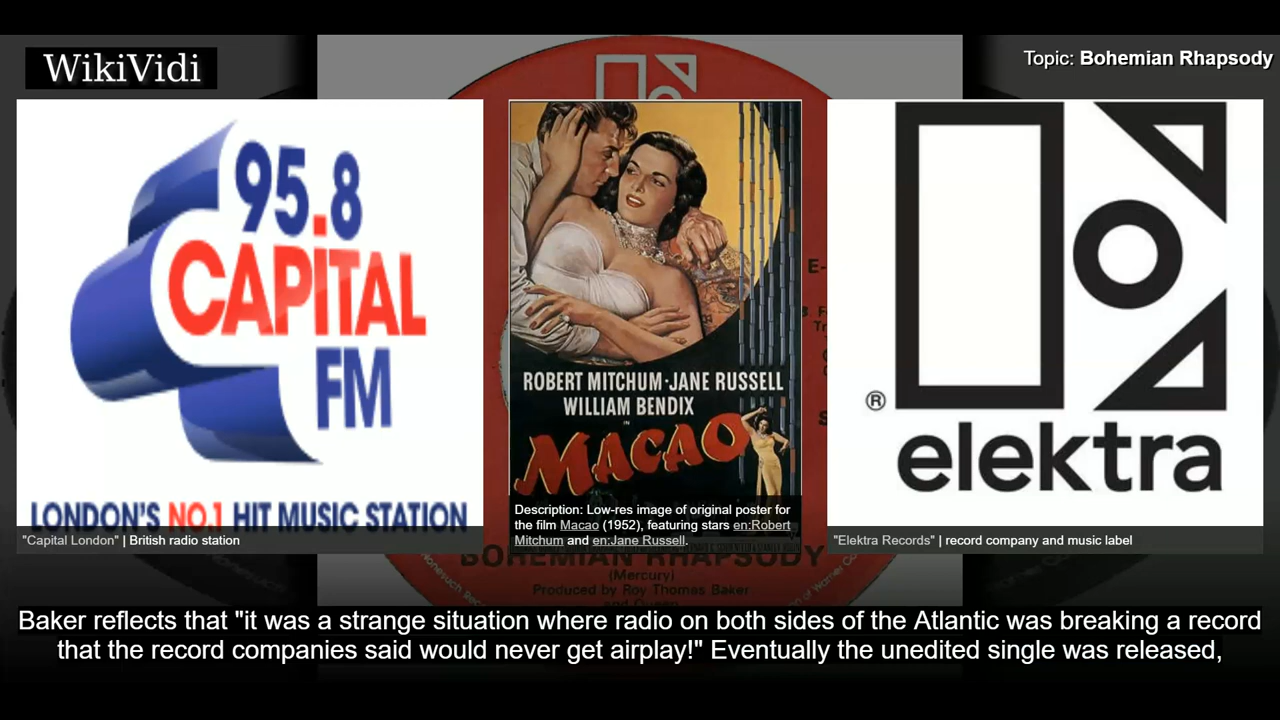 WikiVidi
Topic: Bohemian Rhapsody
95.8
CAPITAL
FM
LONDON'S NO.1 HIT MUSIC STATION
"Capital London" | British radio station
ROBERT MITCHUM · JANE RUSSELL
WILLIAM BENDIX
IN
MACAO
Description: Low-res image of original poster for
the film Macao (1952), featuring stars en:Robert
Mitchum and en:Jane Russell.
®
elektra
"Elektra Records" | record company and music label
BOHEMIAN RHAPSODY
(Mercury)
Produced by Roy Thomas Baker
and Queen
Baker reflects that "it was a strange situation where radio on both sides of the Atlantic was breaking a record
that the record companies said would never get airplay!" Eventually the unedited single was released,